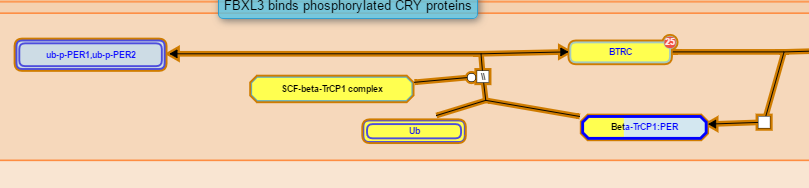 FBXL3 binds phosphorylated CRY proteins
25
ub-p-PER1,ub-p-PER2
BTRC
\\
SCF-beta-TrCP1 complex
Ub
Beta-TrCP1:PER